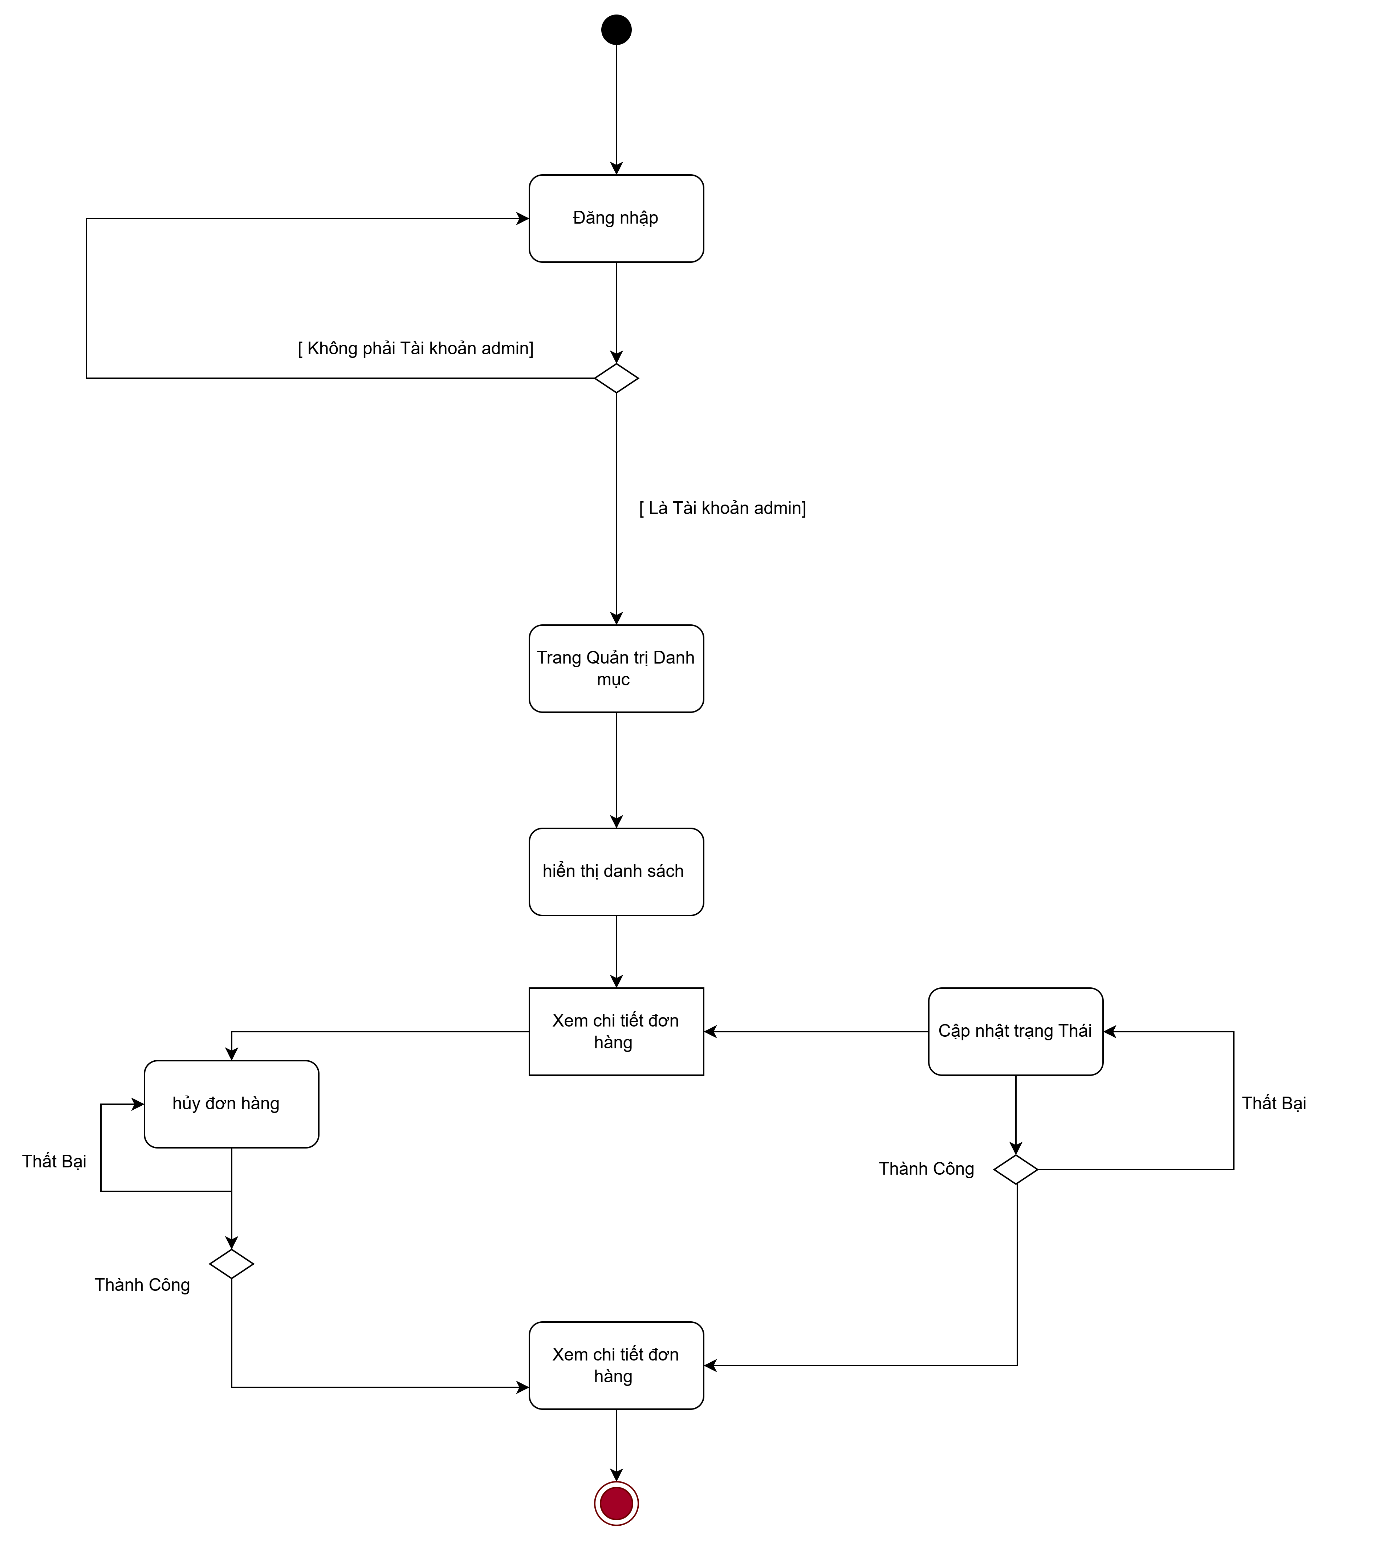 Đăng nhập
[ Không phải Tài khoản admin]
[ Là Tài khoản admin]
Trang Quản trị Danh
mục
hiển thị danh sách
Xem chi tiết đơn
hàng
Cập nhật trạng Thái
hủy đơn hàng
Thất Bại
Thất Bại
Thành Công
Thành Công
Xem chi tiết đơn
hàng